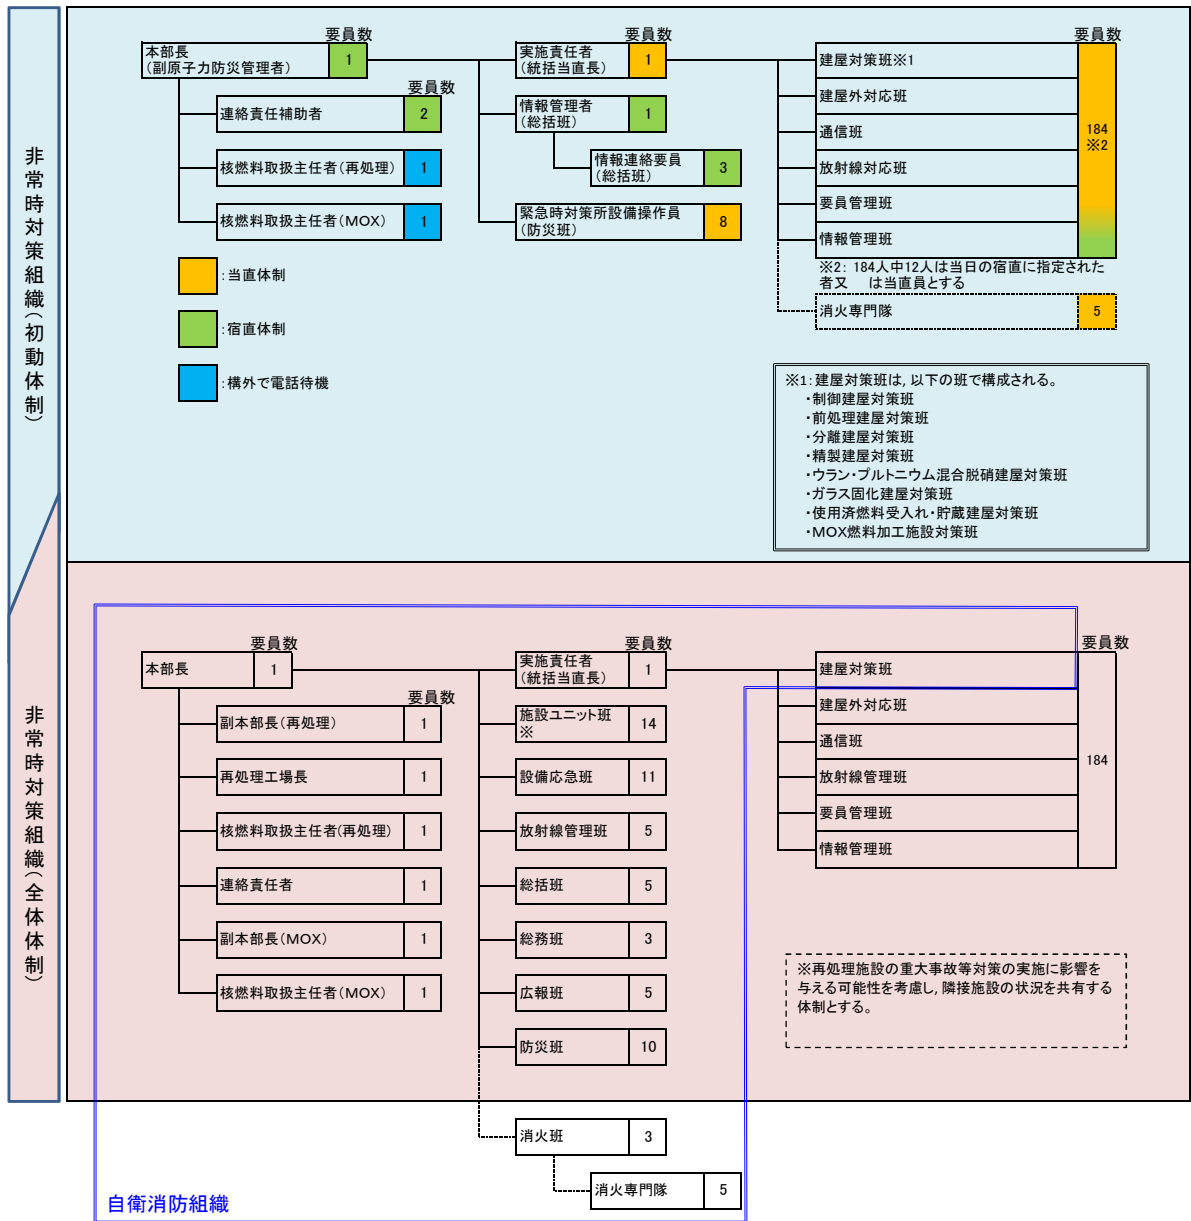 非常時対策組織(初動体制)
要員数
本部長
(副原子力防災管理者)
1
要員数
連絡責任補助者
2
核燃料取扱主任者(再処理)
1
核燃料取扱主任者(MOX)
1
:当直体制
:宿直体制
:構外で電話待機
要員数
実施責任者
(統括当直長)
1
情報管理者
(総括班)
1
情報連絡要員
(総括班)
3
緊急時対策所設備操作員
(防災班)
8
要員数
建屋対策班※1
建屋外対応班
通信班
放射線対応班
要員管理班
情報管理班
184
※2
※2: 184人中12人は当日の宿直に指定された
者又 は当直員とする
消火専門隊
5
※1:建屋対策班は,以下の班で構成される。
・制御建屋対策班
・前処理建屋対策班
・分離建屋対策班
・精製建屋対策班
・ウラン・プルトニウム混合脱硝建屋対策班
・ガラス固化建屋対策班
・使用済燃料受入れ・貯蔵建屋対策班
・MOX燃料加工施設対策班
非常時対策組織(全体体制)
要員数
本部長
1
要員数
副本部長(再処理)
1
再処理工場長
1
核燃料取扱主任者(再処理)
1
連絡責任者
1
副本部長(MOX)
1
核燃料取扱主任者(MOX)
1
要員数
実施責任者
(統括当直長)
1
施設ユニット班
※
14
設備応急班
11
放射線管理班
5
総括班
5
総務班
3
広報班
5
防災班
10
消火班
3
消火専門隊
5
要員数
建屋対策班
建屋外対応班
通信班
放射線管理班
要員管理班
情報管理班
184
※再処理施設の重大事故等対策の実施に影響を
与える可能性を考慮し,隣接施設の状況を共有する
体制とする。
自衛消防組織